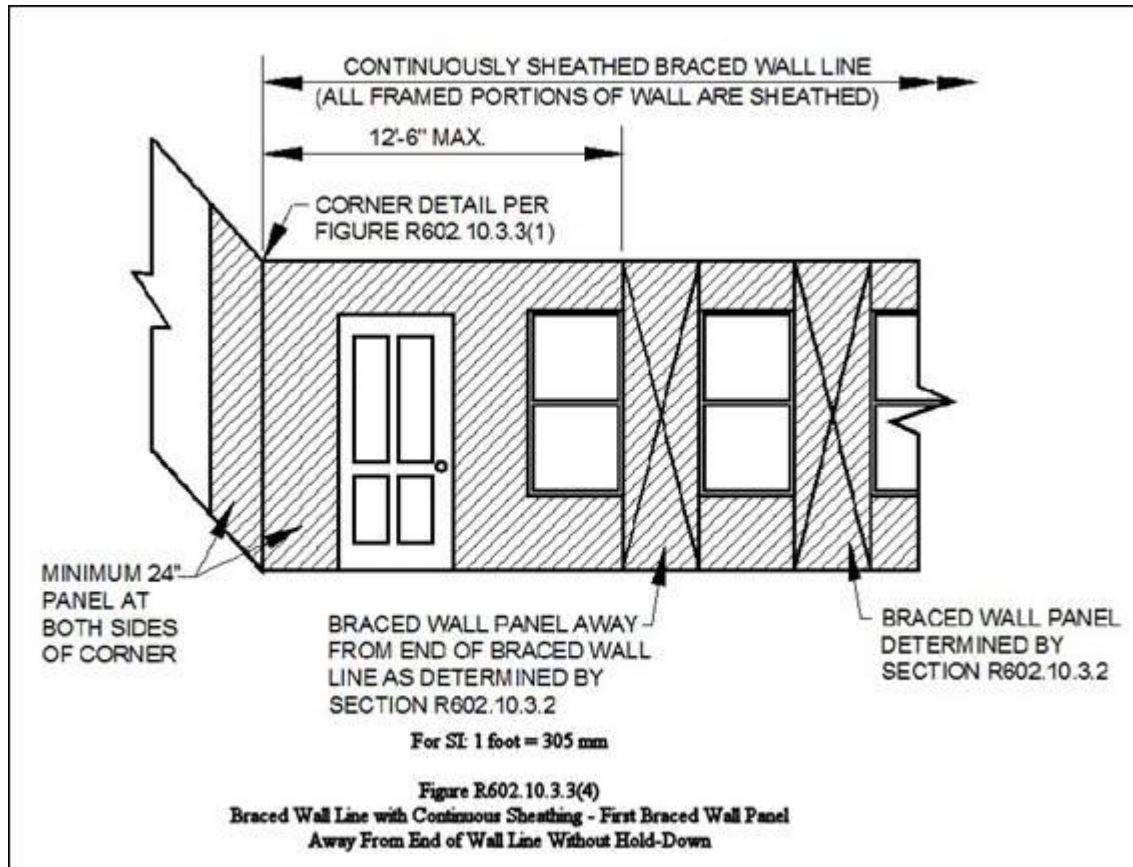 CONTINUOUSLY SHEATHED BRACED WALL LINE
(ALL FRAMED PORTIONS OF WALL ARE SHEATHED)
12'-6" MAX.
CORNER DETAIL PER
FIGURE R602.10.3.3(1)
MINIMUM 24"
PANEL AT
BOTH SIDES
OF CORNER
BRACED WALL PANEL AWAY
FROM END OF BRACED WALL
LINE AS DETERMINED BY
SECTION R602.10.3.2
BRACED WALL PANEL
DETERMINED BY
SECTION R602.10.3.2
For SI: 1 foot = 305 mm
Figure R602.10.3.3(4)
Braced Wall Line with Continuous Sheathing - First Braced Wall Panel
Away From End of Wall Line Without Hold-Down